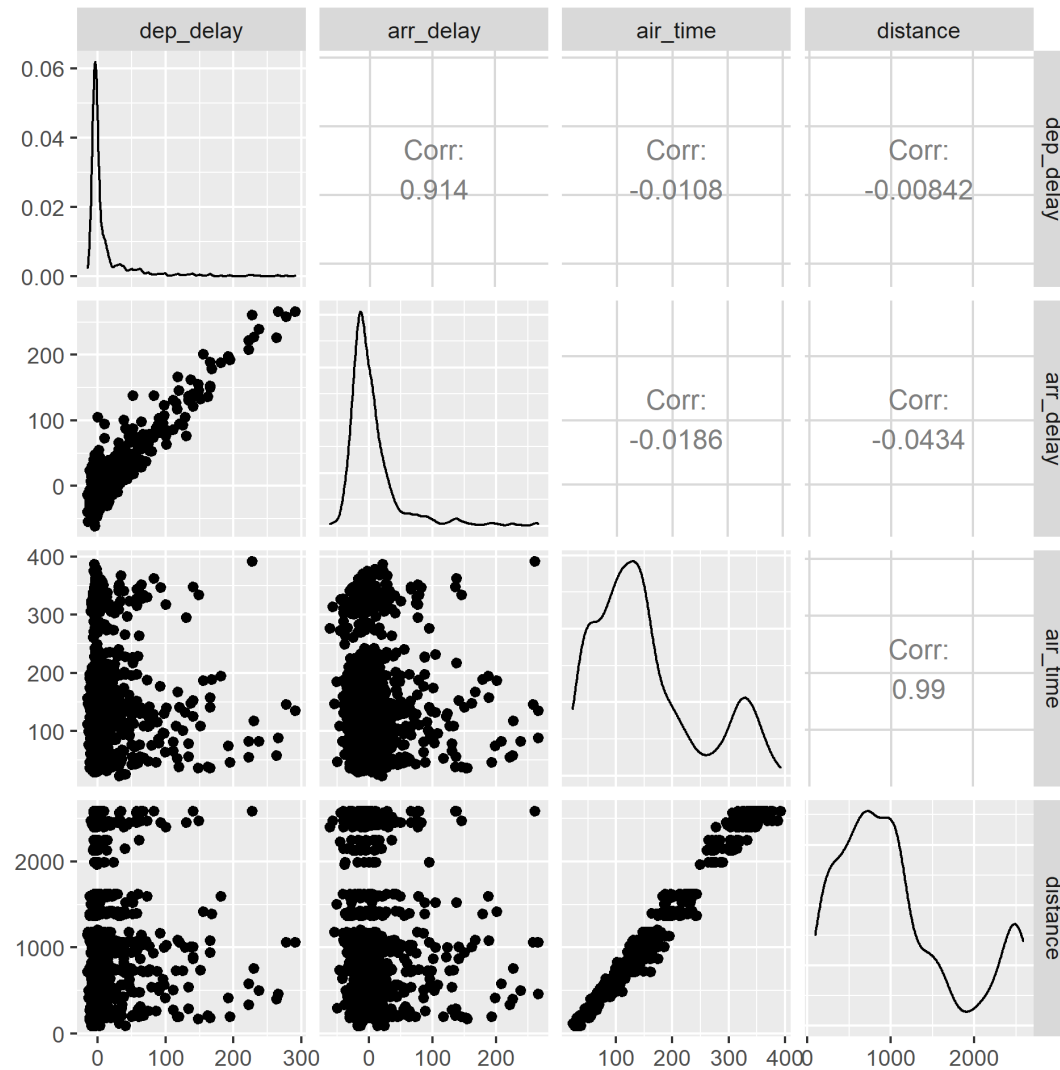 dep_delay
arr_delay
air_time
distance
0.06
0.04
0.02
0.00
Corr:
0.914
Corr:
-0.0108
Corr:
-0.00842
dep_delay
200
100
0
Corr:
-0.0186
Corr:
-0.0434
arr_delay
400
300
200
100
Corr:
0.99
air_time
2000
1000
0
distance
0 100 200 300
0 100 200
100 200 300 400
0 1000 2000